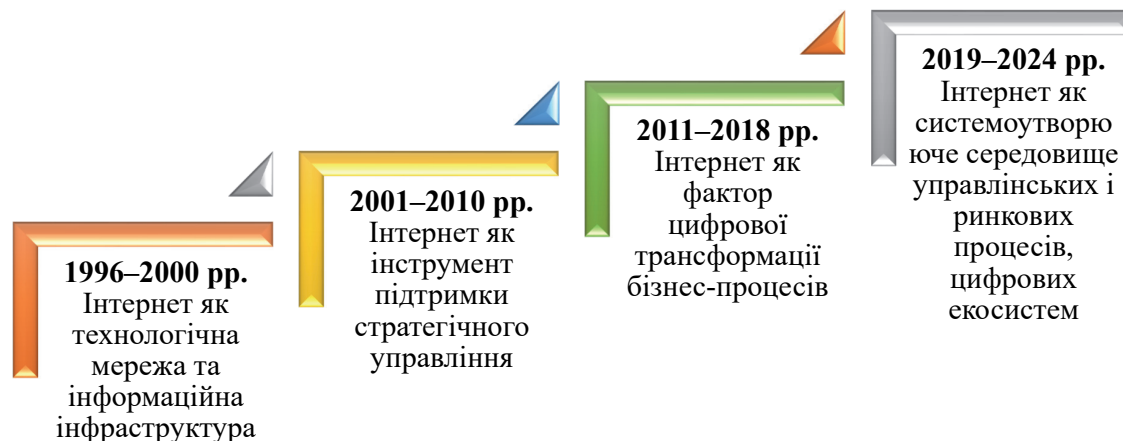 1996–2000 рр.
Інтернет як
технологічна
мережа та
інформаційна
інфраструктура
2001–2010 рр.
Інтернет як
інструмент
підтримки
стратегічного
управління
2011–2018 рр.
Інтернет як
фактор
цифрової
трансформації
бізнес-процесів
2019–2024 рр.
Інтернет як
системоутворю
юче середовище
управлінських і
ринкових
процесів,
цифрових
екосистем